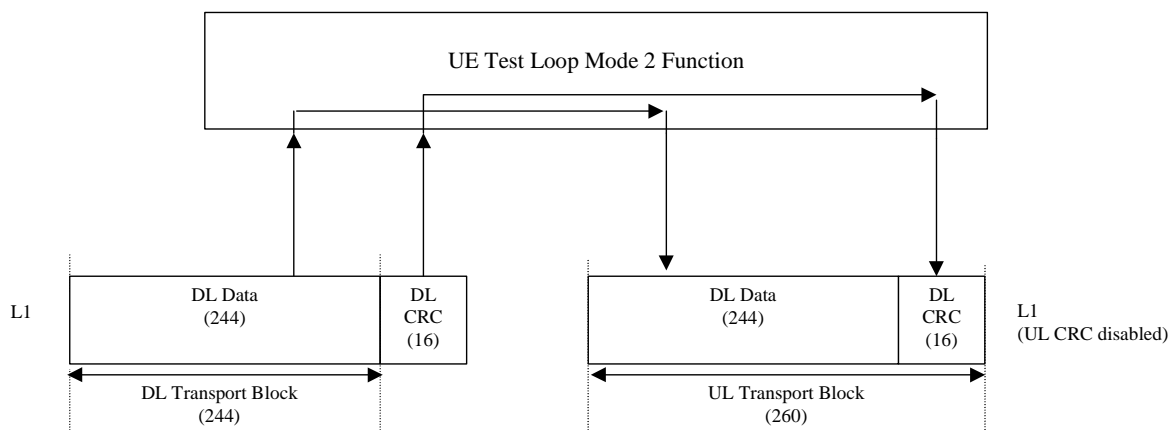 UE Test Loop Mode 2 Function
L1
DL Data
(244)
DL
CRC
(16)
DL Data
(244)
DL
CRC
(16)
L1
(UL CRC disabled)
DL Transport Block
(244)
UL Transport Block
(260)